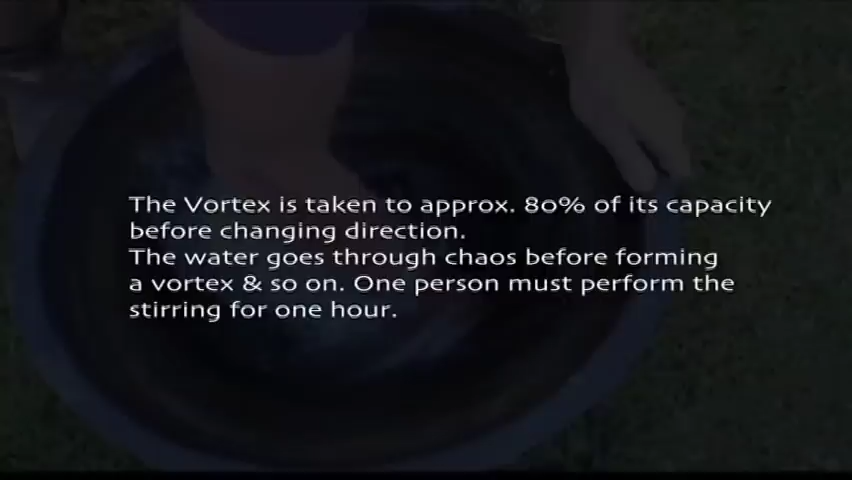 The Vortex is taken to approx. 80% of its capacity
before changing direction.
The water goes through chaos before forming
a vortex & so on. One person must perform the
stirring for one hour.